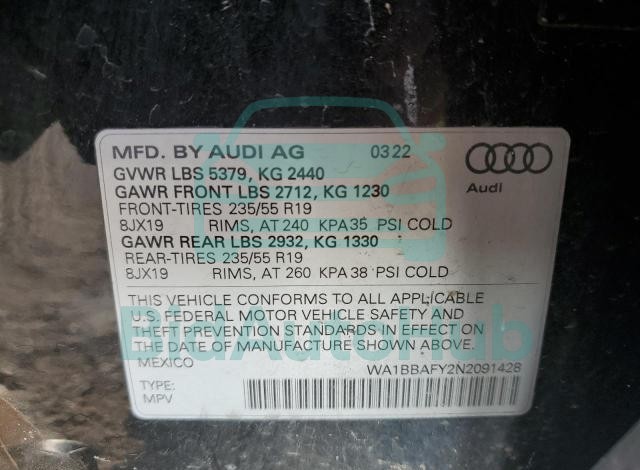 MFD. BY AUDI AG 03 22
Audi
GVWR LBS 5379, KG 2440
GAWR FRONT LBS 2712, KG 1230
FRONT-TIRES 235/55 R19
8JX19 RIMS, AT 240 KPA 35 PSI COLD
GAWR REAR LBS 2932, KG 1330
REAR-TIRES 235/55 R19
8JX19 RIMS, AT 260 KPA 38 PSI COLD
THIS VEHICLE CONFORMS TO ALL APPLICABLE
U.S. FEDERAL MOTOR VEHICLE SAFETY AND
THEFT PREVENTION STANDARDS IN EFFECT ON
THE DATE OF MANUFACTURE SHOWN ABOVE.
MEXICO
WA1BBAFY2N2091428
TYPE:
MPV
BidAutoHub